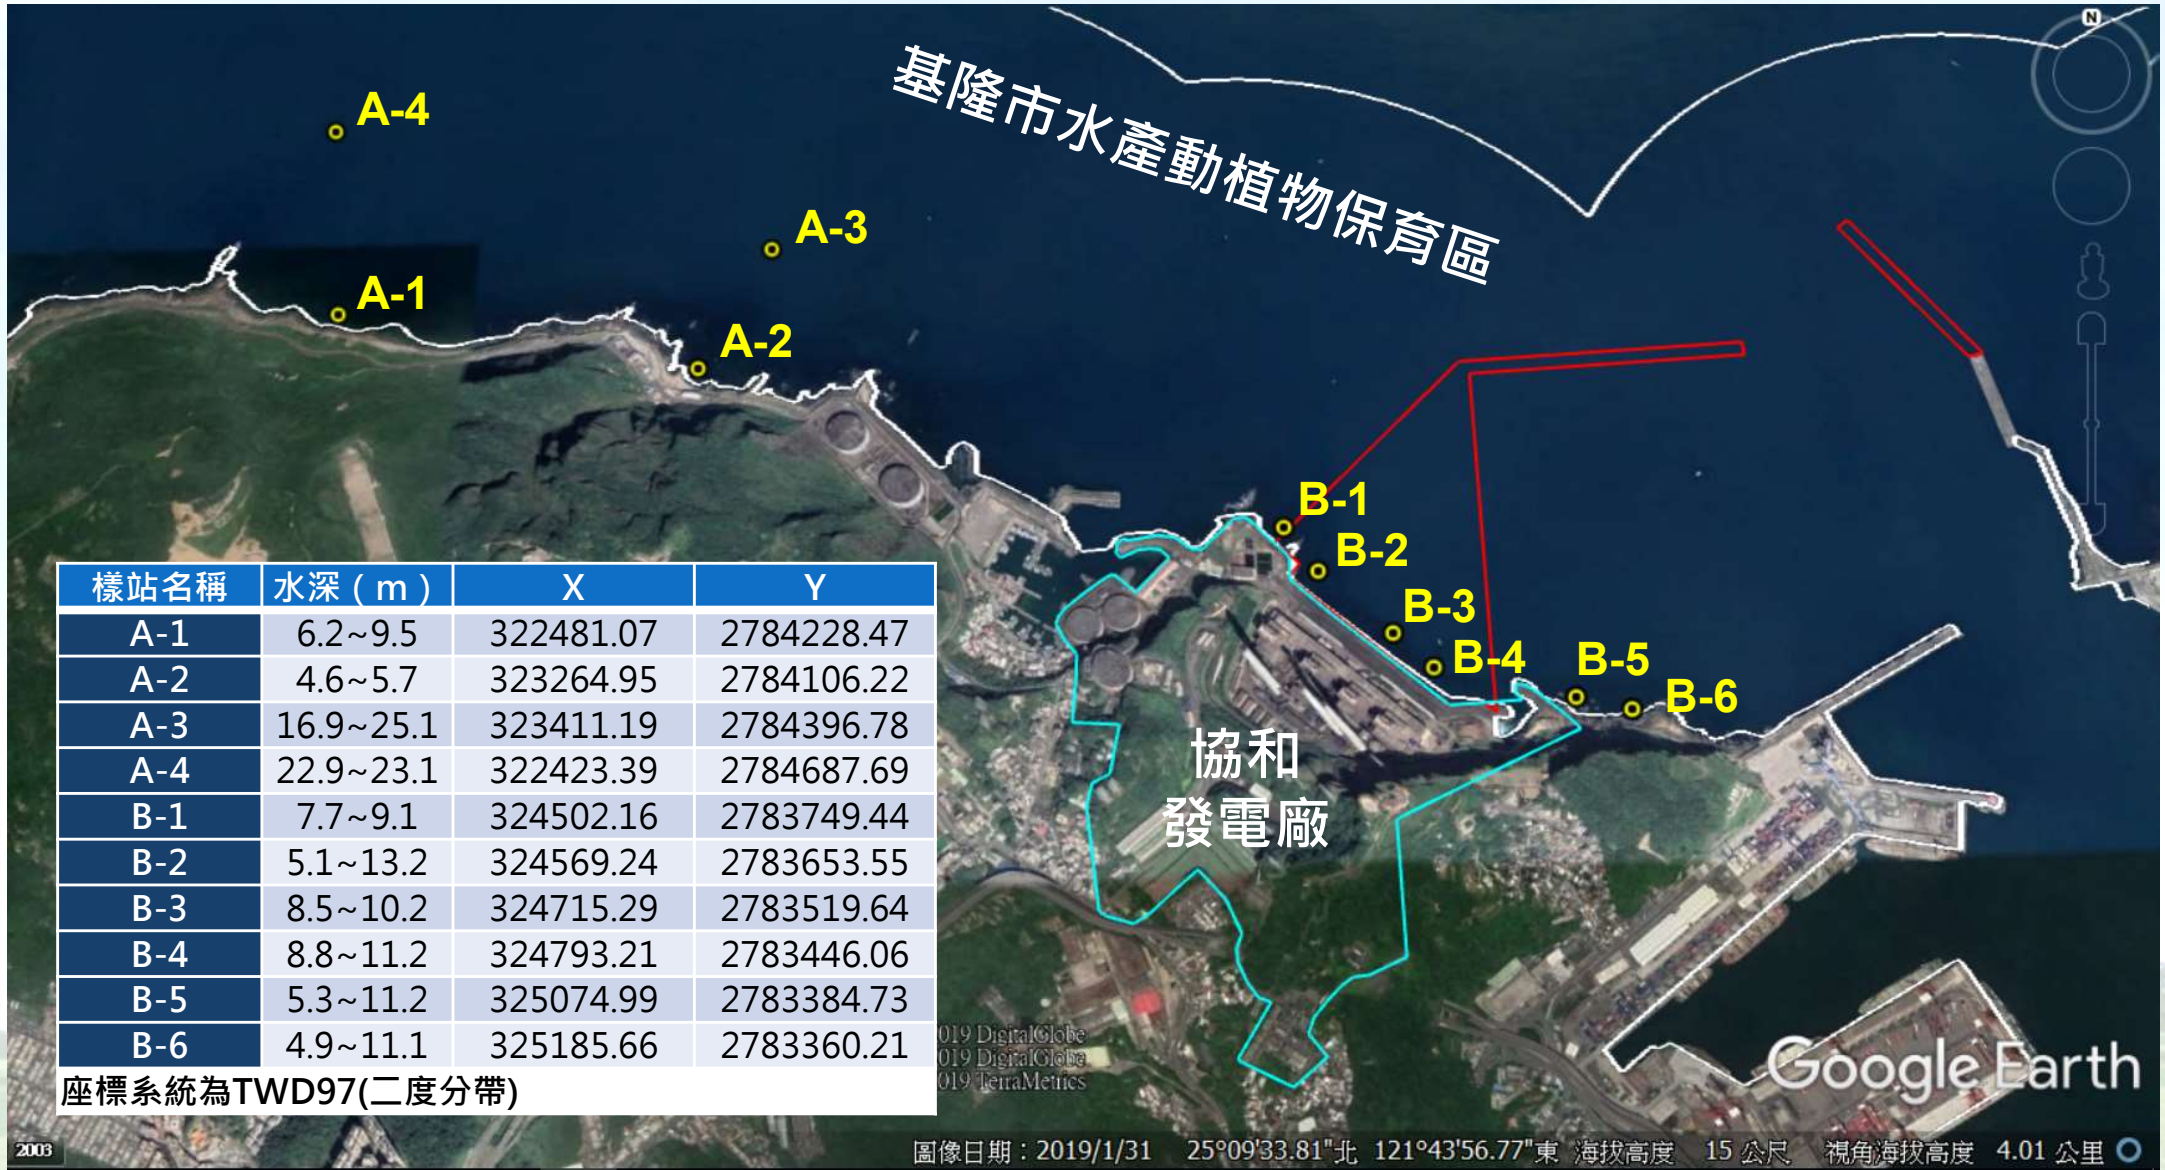 N
基隆市水產動植物保育區
A-4
A-3
A-1
A-2
B-1
B-2
B-3
B-4
B-5
B-6
協和
發電廠
樣站名稱 水深(m) X Y
A-1 6.2~9.5 322481.07 2784228.47
A-2 4.6~5.7 323264.95 2784106.22
A-3 16.9~25.1 323411.19 2784396.78
A-4 22.9~23.1 322423.39 2784687.69
B-1 7.7~9.1 324502.16 2783749.44
B-2 5.1~13.2 324569.24 2783653.55
B-3 8.5~10.2 324715.29 2783519.64
B-4 8.8~11.2 324793.21 2783446.06
B-5 5.3~11.2 325074.99 2783384.73
B-6 4.9~11.1 325185.66 2783360.21
座標系統為TWD97(二度分帶)
019 DigitalGlobe
019 DigitalGlobe
019 TerraMetrics
Google Earth
2003
圖像日期：2019/1/31 25°09'33.81"北 121°43'56.77"東 海拔高度 15 公尺 視角海拔高度 4.01 公里